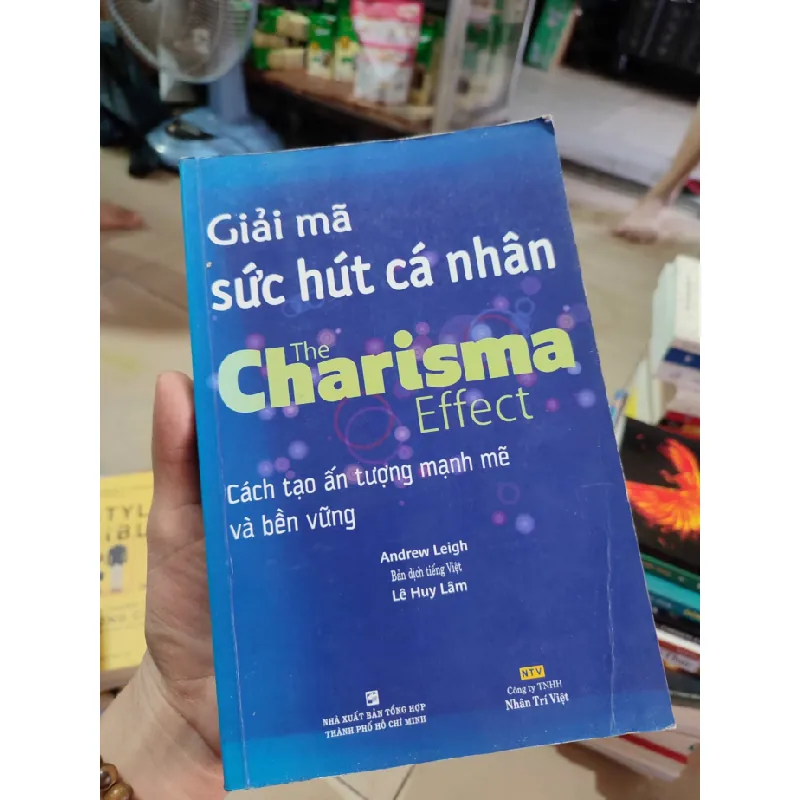 Giải mã
sức hút cá nhân
The
Charisma
Effect
Cách tạo ấn tượng mạnh mẽ
và bền vững
Andrew Leigh
Bản dịch tiếng Việt
Lê Huy Lâm
NHÀ XUẤT BẢN TỔNG HỢP
THÀNH PHỐ HỒ CHÍ MINH
NTV
Công ty TNHH
Nhân Trí Việt
TYL